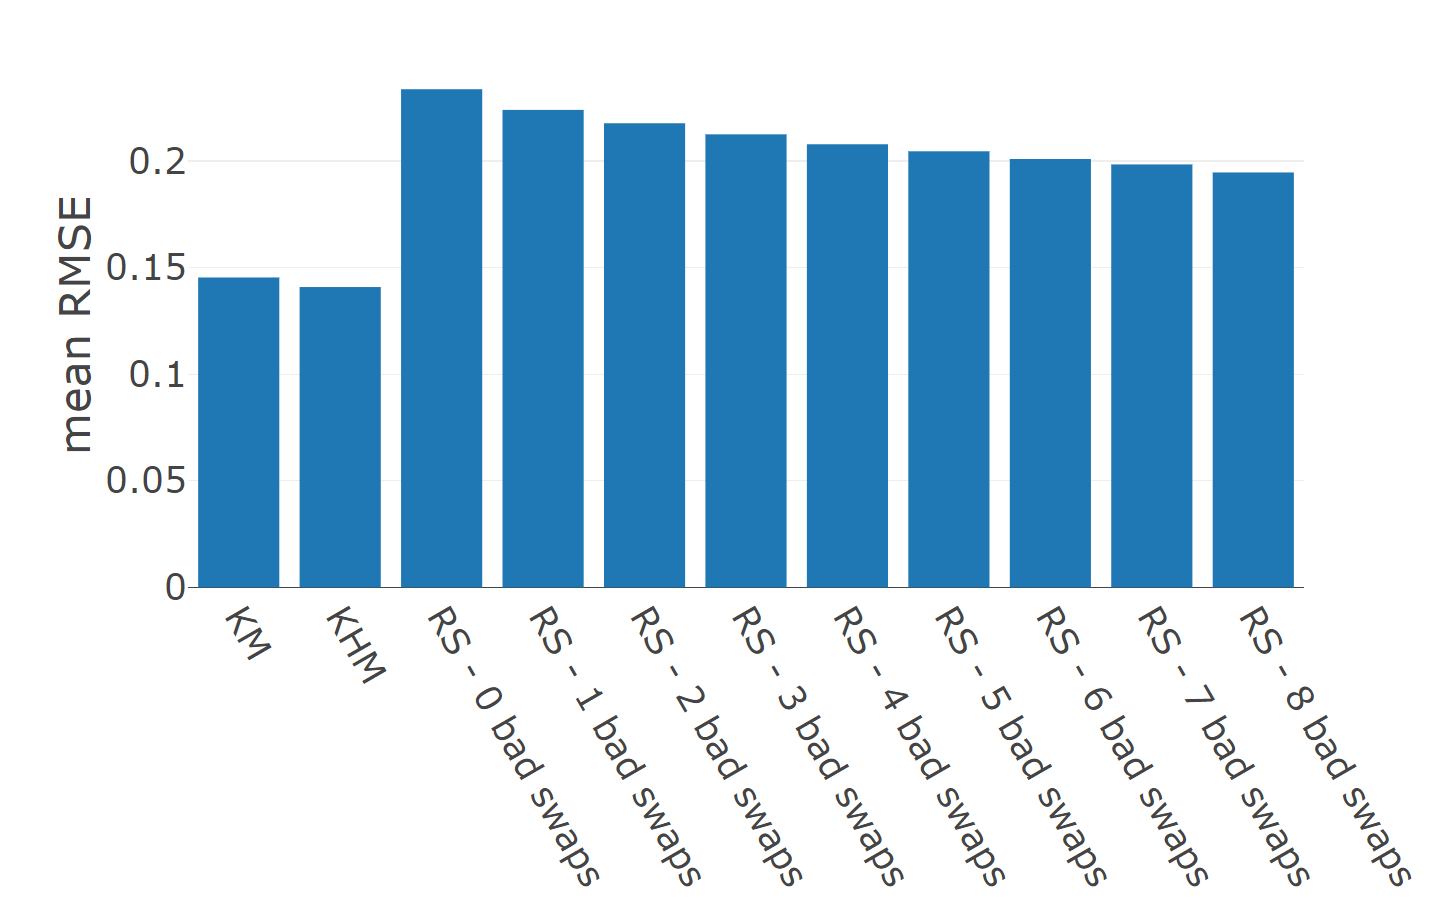 mean RMSE
0.2
0.15
0.1
0.05
0
KM
KHM
RS - 0 bad swaps
RS - 1 bad swaps
RS - 2 bad swaps
RS - 3 bad swaps
RS - 4 bad swaps
RS - 5 bad swaps
RS - 6 bad swaps
RS - 7 bad swaps
RS - 8 bad swaps